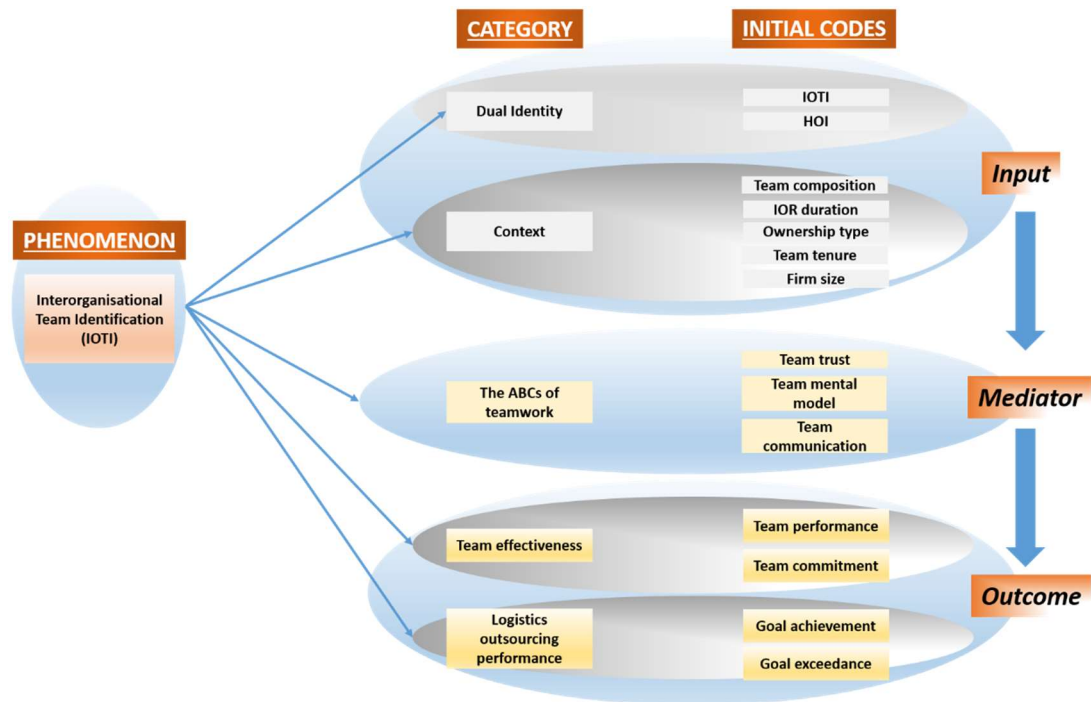 CATEGORY
INITIAL CODES
Dual Identity
IOTI
HOI
Input
Context
Team composition
IOR duration
Ownership type
Team tenure
Firm size
PHENOMENON
Interorganisational
Team Identification
(IOTI)
The ABCs of
teamwork
Team trust
Team mental
model
Team
communication
Mediator
Team effectiveness
Team performance
Team commitment
Outcome
Logistics
outsourcing
performance
Goal achievement
Goal exceedance